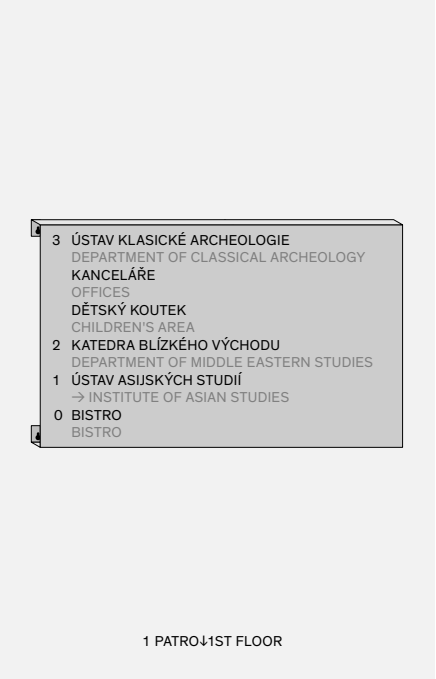 3 ÚSTAV KLASICKÉ ARCHEOLOGIE
DEPARTMENT OF CLASSICAL ARCHEOLOGY
KANCELÁŘE
OFFICES
DĚTSKÝ KOUTEK
CHILDREN'S AREA
2 KATEDRA BLÍZKÉHO VÝCHODU
DEPARTMENT OF MIDDLE EASTERN STUDIES
1 ÚSTAV ASIJSKÝCH STUDIÍ
→ INSTITUTE OF ASIAN STUDIES
0 BISTRO
BISTRO
1 PATRO↓1ST FLOOR